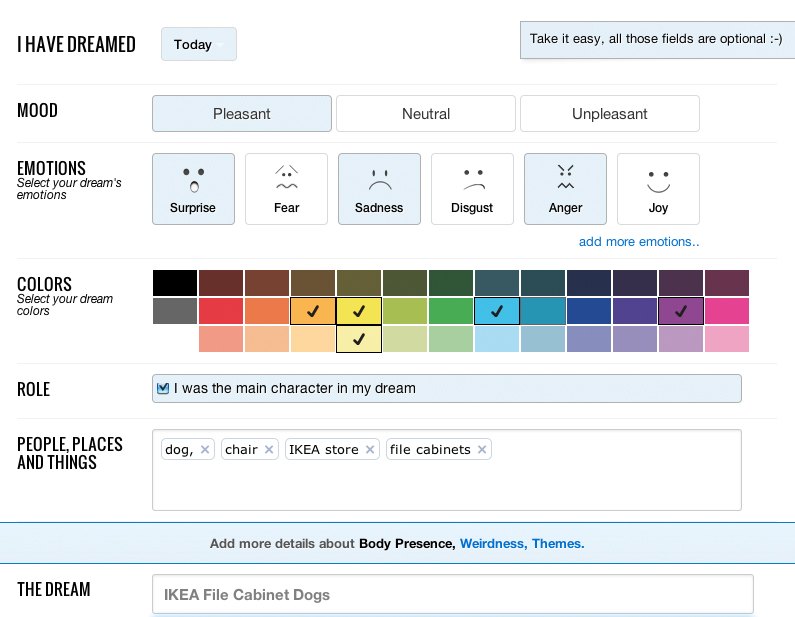 I HAVE DREAMED
Today
Take it easy, all those fields are optional :-)
MOOD
Pleasant
Neutral
Unpleasant
EMOTIONS
Select your dream's
emotions
Surprise
Fear
Sadness
Disgust
Anger
Joy
add more emotions..
COLORS
Select your dream
colors
ROLE
I was the main character in my dream
PEOPLE, PLACES
AND THINGS
dog, ×
chair ×
IKEA store ×
file cabinets ×
Add more details about Body Presence, Weirdness, Themes.
THE DREAM
IKEA File Cabinet Dogs